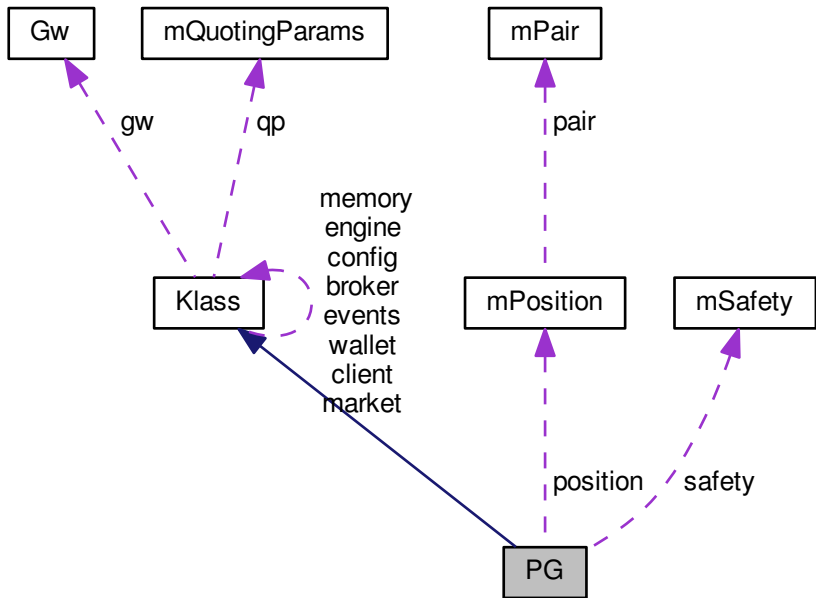 Gw
mQuotingParams
mPair
gw
qp
pair
memory
engine
config
broker
events
wallet
client
market
Klass
mPosition
mSafety
position
safety
PG